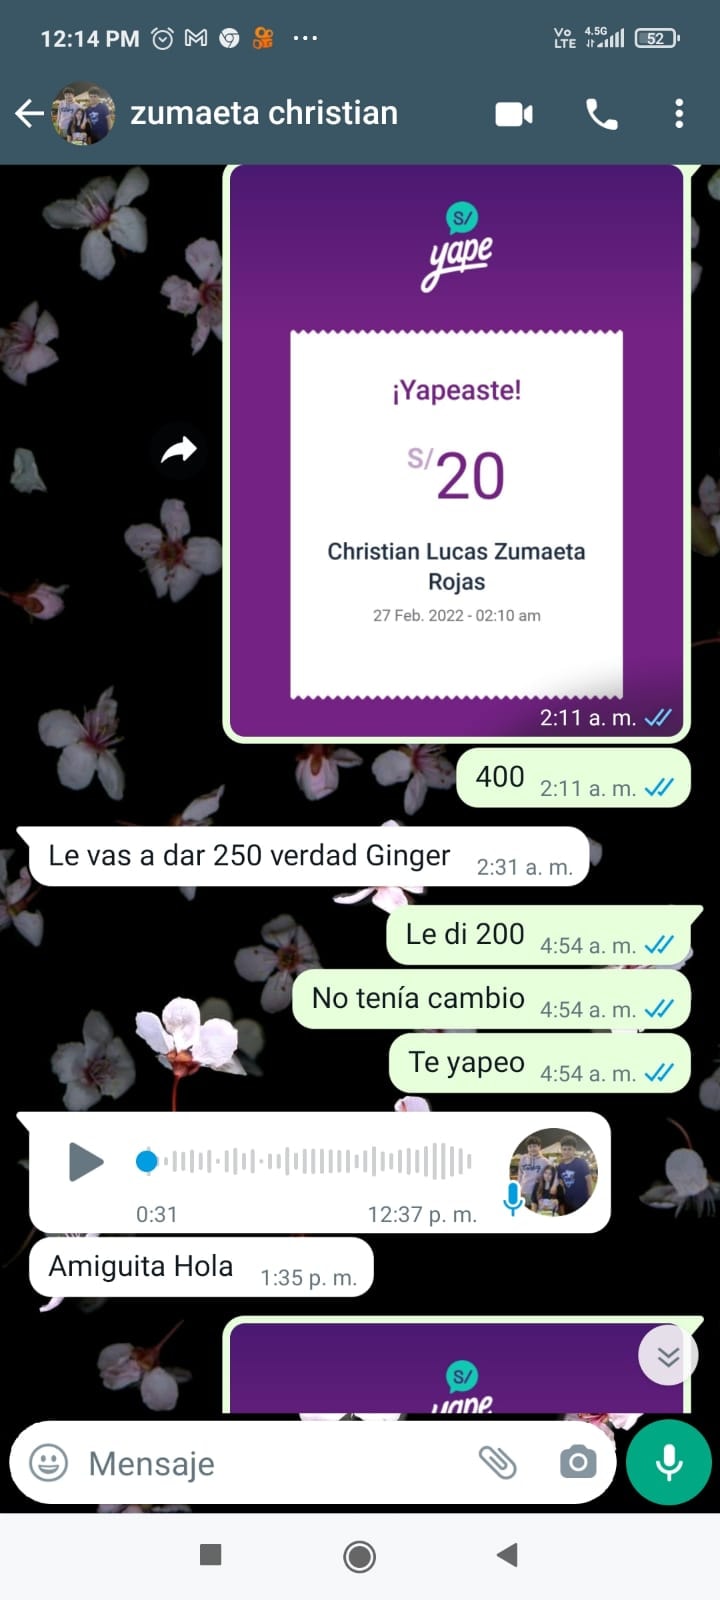 12:14 PM
Vo LTE 4.5G 52
zumaeta christian
S/
yape
¡Yapeaste!
S/20
Christian Lucas Zumaeta
Rojas
27 Feb. 2022 - 02:10 am
2:11 a. m.
400 2:11 a. m.
Le vas a dar 250 verdad Ginger 2:31 a. m.
Le di 200 4:54 a. m.
No tenía cambio 4:54 a. m.
Te yapeo 4:54 a. m.
0:31 12:37 p. m.
Amiguita Hola 1:35 p. m.
S/
yape
Mensaje